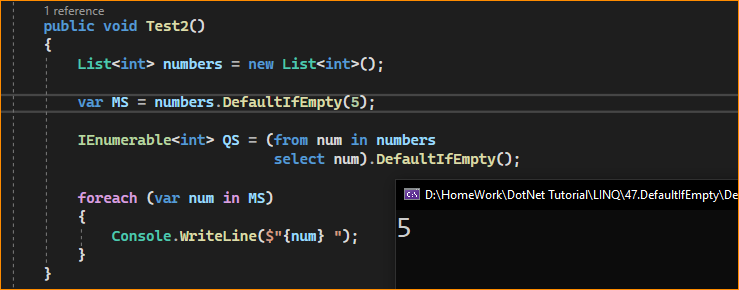 1 reference
public void Test2()
{
List<int> numbers = new List<int>();
var MS = numbers.DefaultIfEmpty(5);
IEnumerable<int> QS = (from num in numbers
select num).DefaultIfEmpty();
foreach (var num in MS)
{
Console.WriteLine($"{num} ");
}
}
D:\HomeWork\DotNet Tutorial\LINQ\47.DefaultIfEmpty\De
5